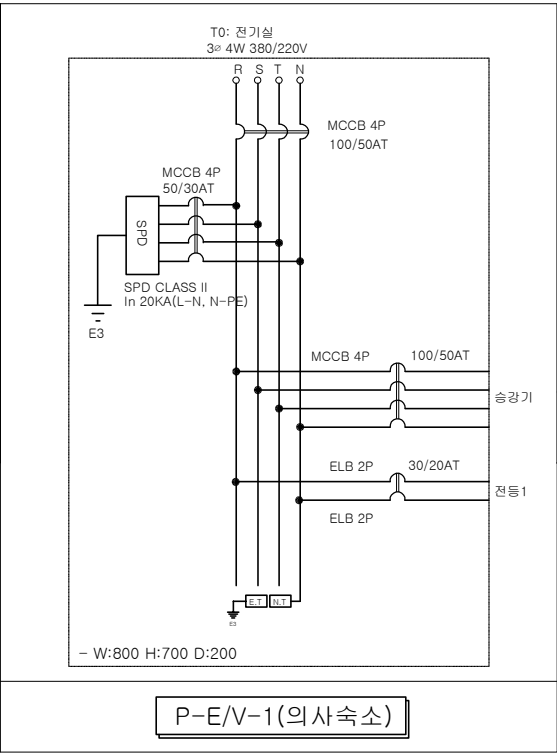 T0: 전기실
3∅ 4W 380/220V
R S T N
MCCB 4P
100/50AT
MCCB 4P
50/30AT
SPD
SPD CLASS II
In 20KA(L-N, N-PE)
E3
MCCB 4P 100/50AT
승강기
ELB 2P 30/20AT
전등1
ELB 2P
E.T N.T
E3
- W:800 H:700 D:200
P-E/V-1(의사숙소)